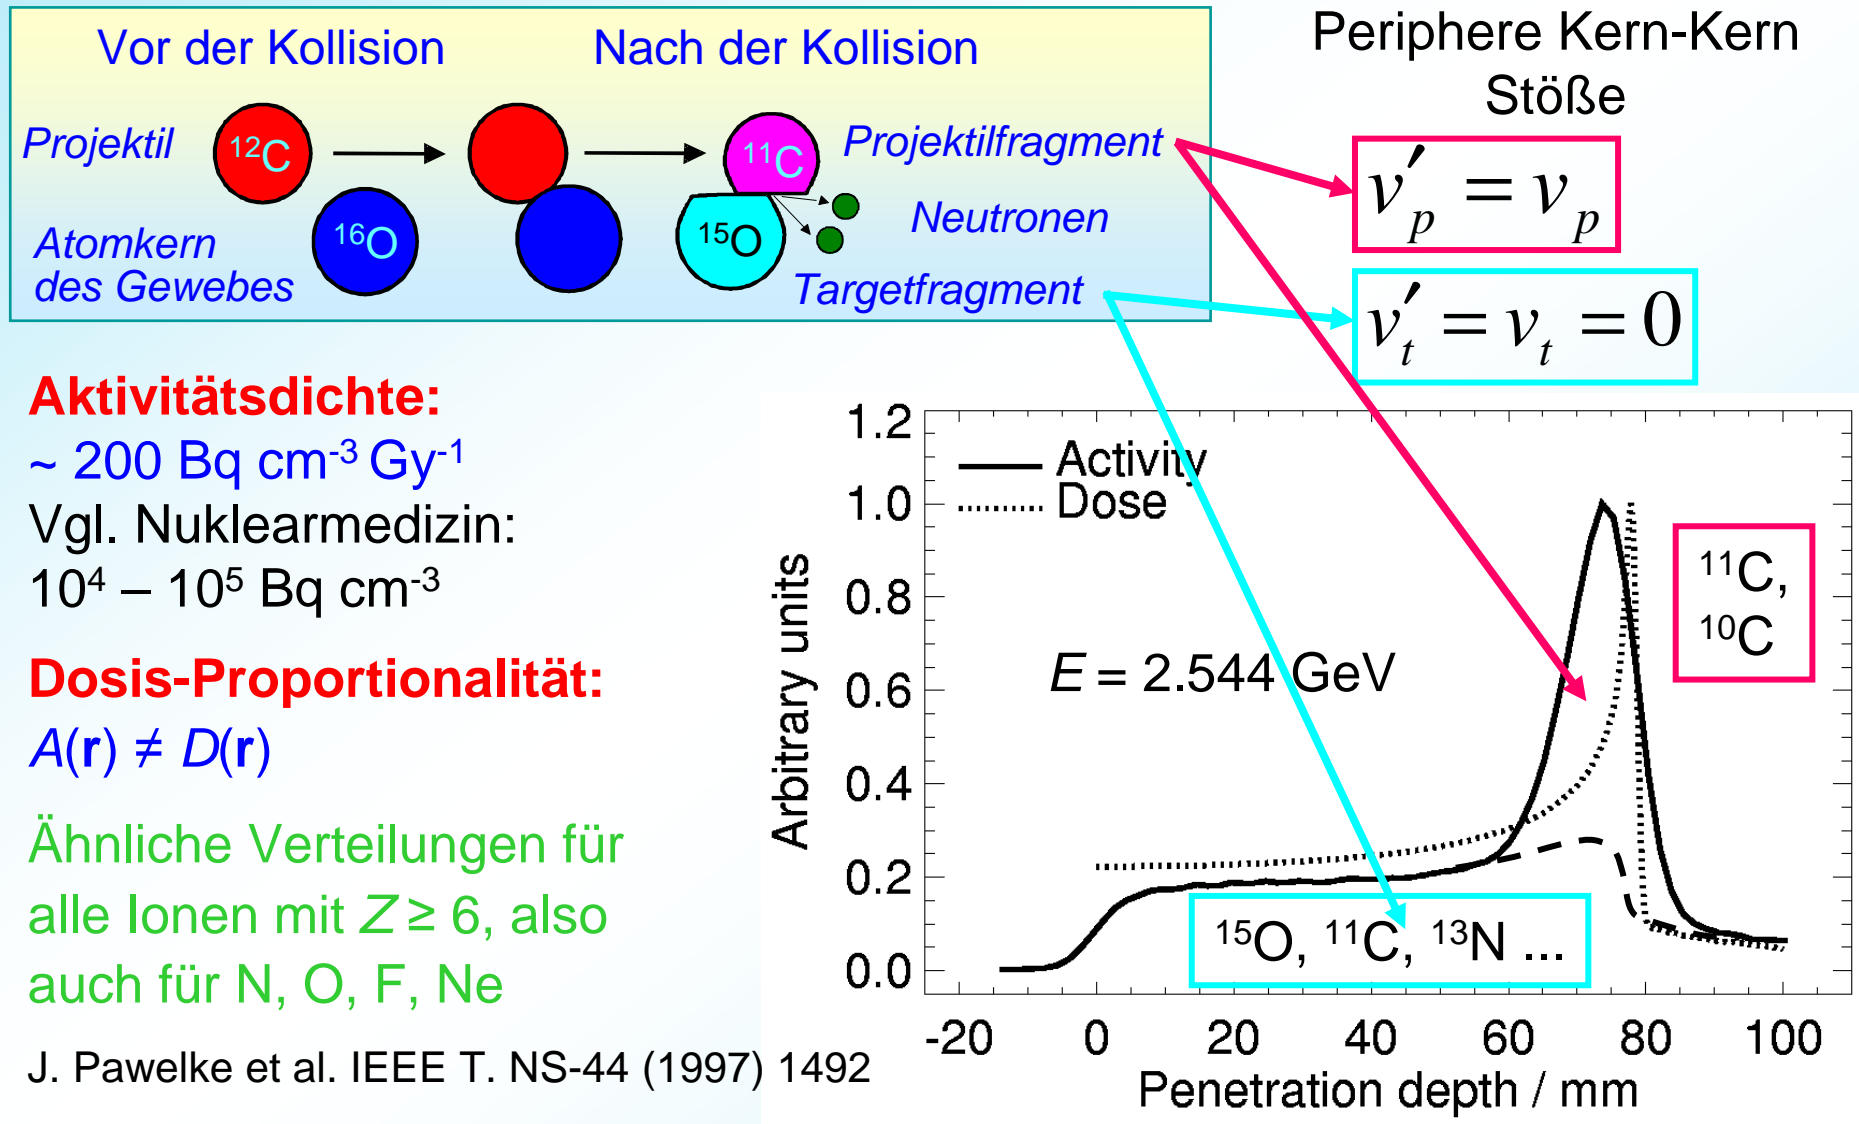 Vor der Kollision
Nach der Kollision
Projektil
¹²C
¹¹C
Projektilfragment
Atomkern
des Gewebes
¹⁶O
¹⁵O
Neutronen
Targetfragment
Periphere Kern-Kern
Stöße
v′ₚ = vₚ
v′ₜ = vₜ = 0
Aktivitätsdichte:
~ 200 Bq cm⁻³ Gy⁻¹
Vgl. Nuklearmedizin:
10⁴ – 10⁵ Bq cm⁻³
Dosis-Proportionalität:
A(r) ≠ D(r)
Ähnliche Verteilungen für
alle Ionen mit Z ≥ 6, also
auch für N, O, F, Ne
J. Pawelke et al. IEEE T. NS-44 (1997) 1492
Arbitrary units
1.2
1.0
0.8
0.6
0.4
0.2
0.0
Activity
Dose
E = 2.544 GeV
¹¹C,
¹⁰C
¹⁵O, ¹¹C, ¹³N ...
-20 0 20 40 60 80 100
Penetration depth / mm